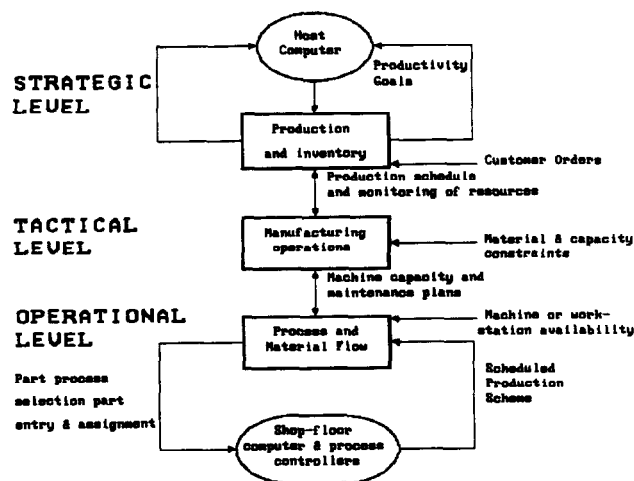 Host
Computer
Productivity
Goals
STRATEGIC
LEVEL
Production
and inventory
Customer Orders
Production schedule
and monitoring of resources
TACTICAL
LEVEL
Manufacturing
operations
Material & capacity
constraints
Machine capacity and
maintenance plans
OPERATIONAL
LEVEL
Process and
Material Flow
Machine or work-
station availability
Part process
selection part
entry & assignment
Scheduled
Production
Scheme
Shop-floor
computer & process
controllers